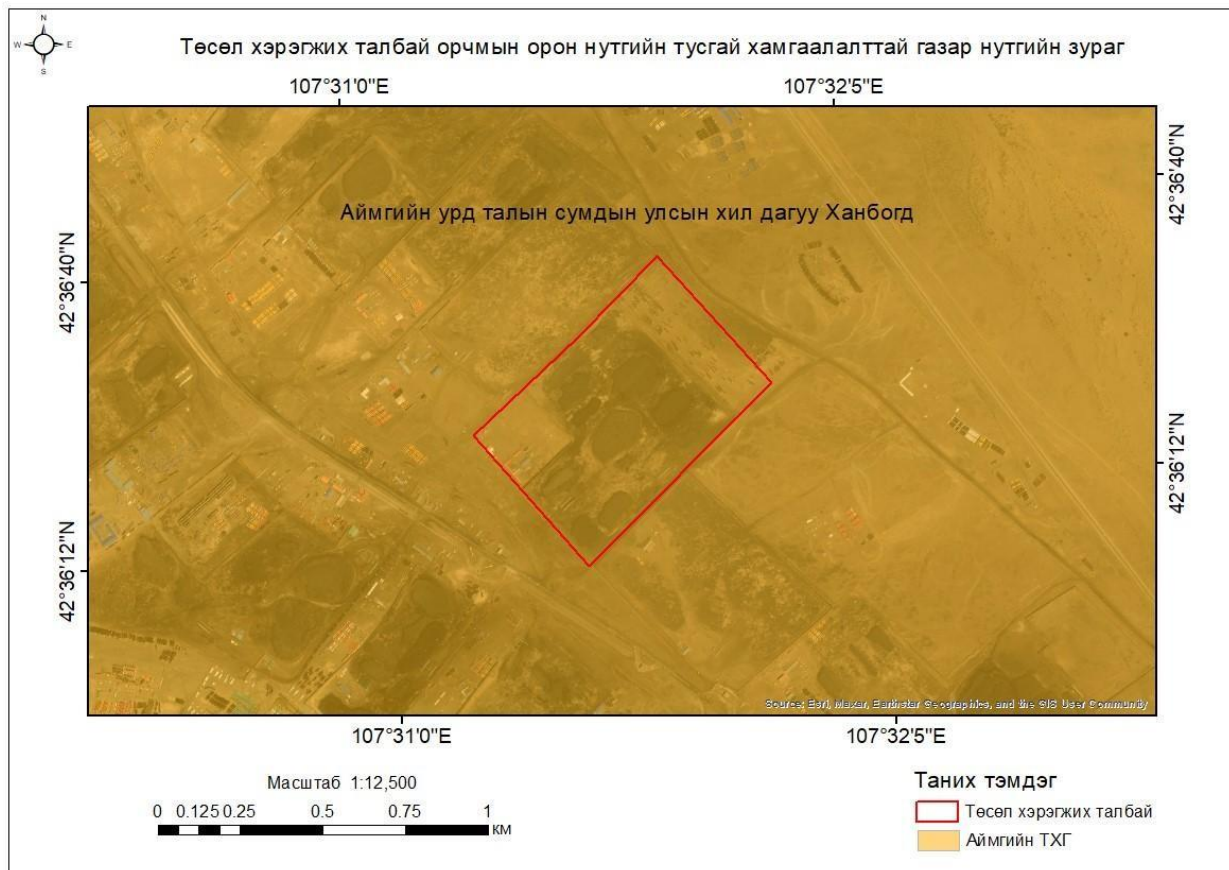 N
W E
S
Төсөл хэрэгжих талбай орчмын орон нутгийн тусгай хамгаалалттай газар нутгийн зураг
107°31'0"E 107°32'5"E
42°36'40"N
42°36'40"N
Аймгийн урд талын сумдын улсын хил дагуу Ханбогд
42°36'12"N
42°36'12"N
Source: Esri, Maxar, Earthstar Geographics, and the GIS User Community
107°31'0"E 107°32'5"E
Масштаб 1:12,500
0 0.125 0.25 0.5 0.75 1
КМ
Таних тэмдэг
Төсөл хэрэгжих талбай
Аймгийн ТХГ